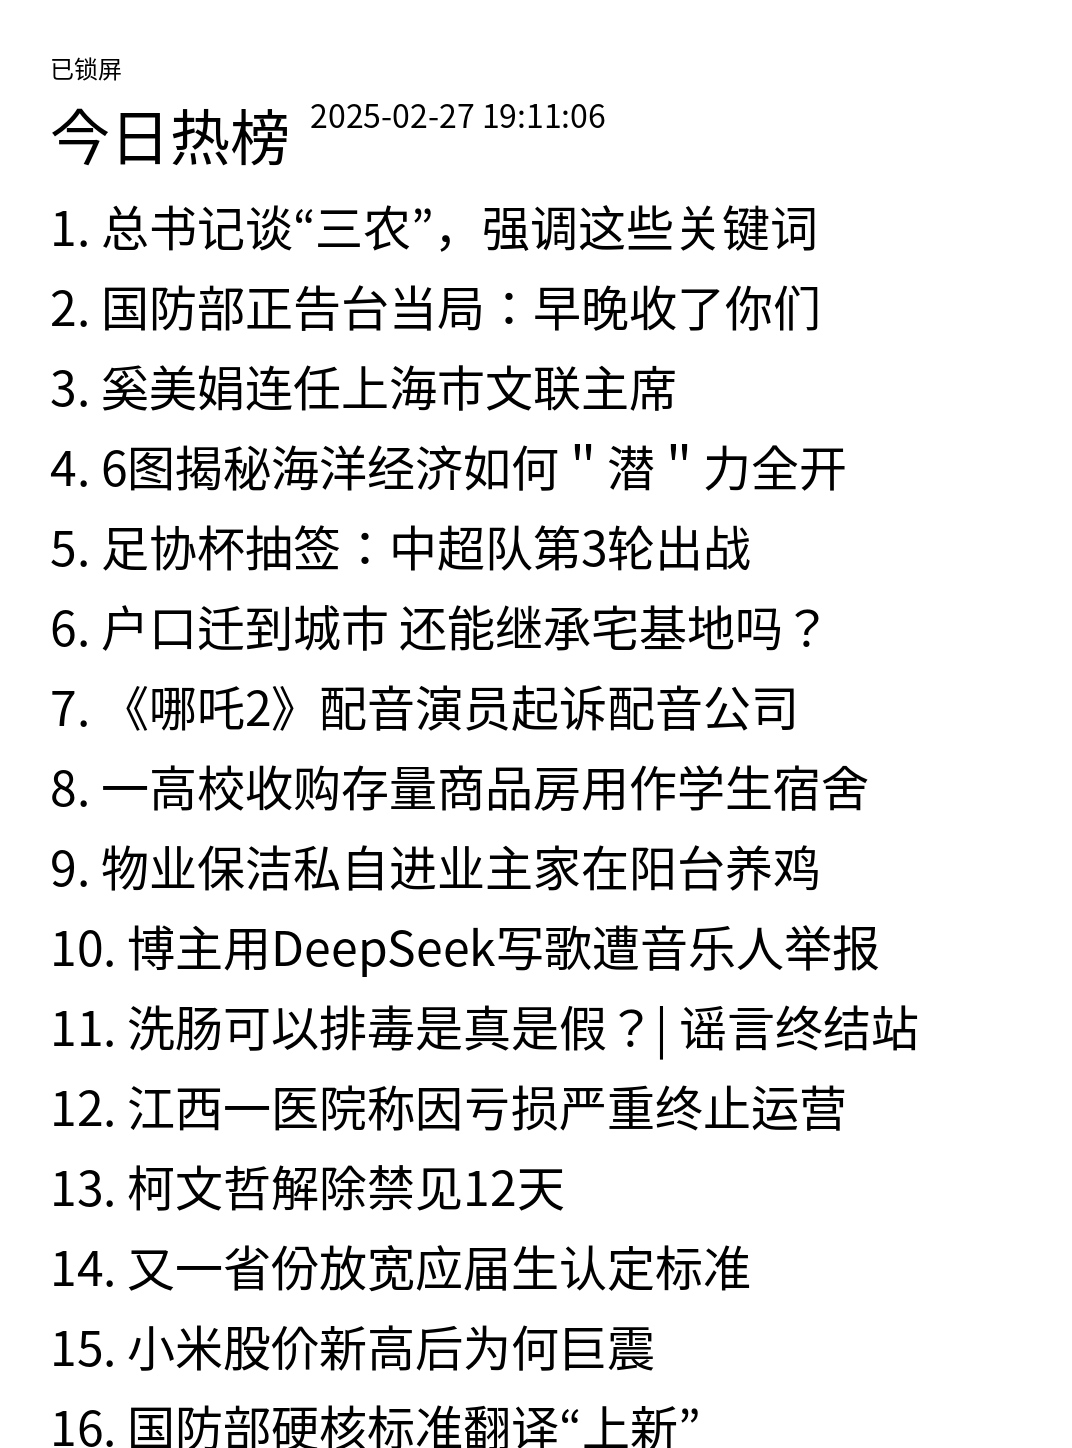 已锁屏
今日热榜 2025-02-27 19:11:06
1. 总书记谈“三农”，强调这些关键词
2. 国防部正告台当局：早晚收了你们
3. 奚美娟连任上海市文联主席
4. 6图揭秘海洋经济如何＂潜＂力全开
5. 足协杯抽签：中超队第3轮出战
6. 户口迁到城市 还能继承宅基地吗？
7. 《哪吒2》配音演员起诉配音公司
8. 一高校收购存量商品房用作学生宿舍
9. 物业保洁私自进业主家在阳台养鸡
10. 博主用DeepSeek写歌遭音乐人举报
11. 洗肠可以排毒是真是假？| 谣言终结站
12. 江西一医院称因亏损严重终止运营
13. 柯文哲解除禁见12天
14. 又一省份放宽应届生认定标准
15. 小米股价新高后为何巨震
16. 国防部硬核标准翻译“上新”